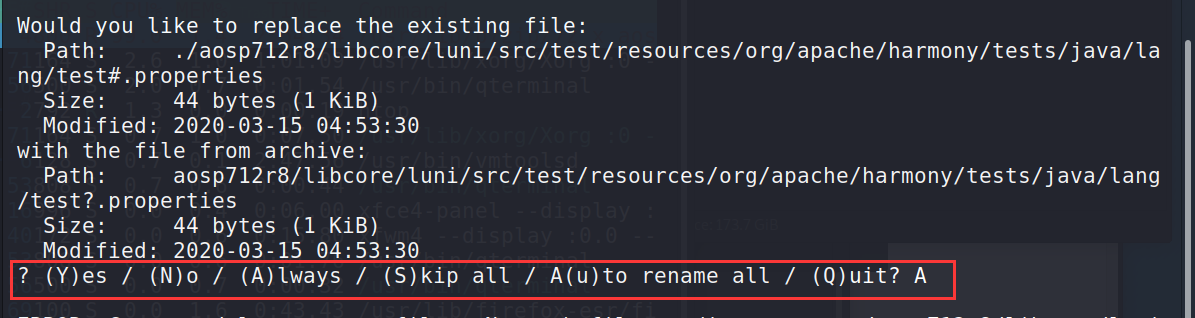 Would you like to replace the existing file:
  Path:     ./aosp712r8/libcore/luni/src/test/resources/org/apache/harmony/tests/java/la
ng/test#.properties
  Size:     44 bytes (1 KiB)
  Modified: 2020-03-15 04:53:30
with the file from archive:
  Path:     aosp712r8/libcore/luni/src/test/resources/org/apache/harmony/tests/java/lang
/test?.properties
  Size:     44 bytes (1 KiB)
  Modified: 2020-03-15 04:53:30
? (Y)es / (N)o / (A)lways / (S)kip all / A(u)to rename all / (Q)uit? A